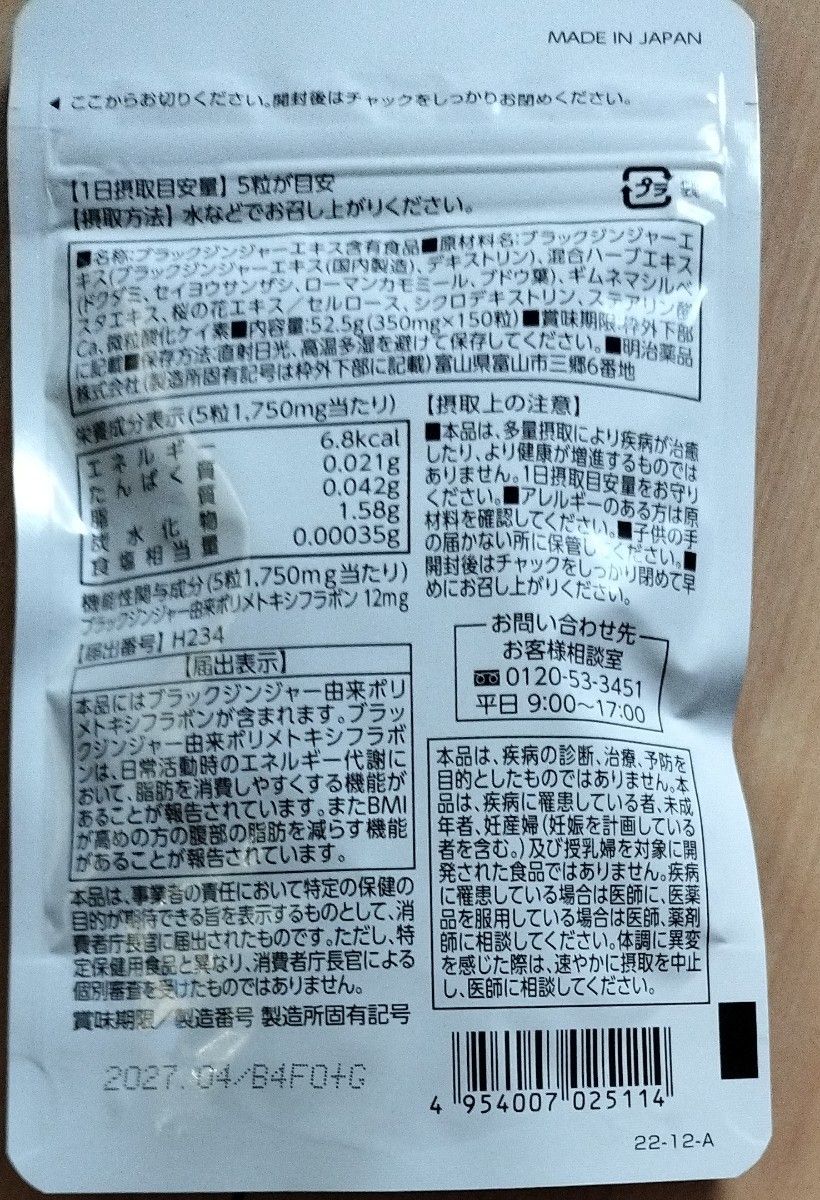 MADE IN JAPAN
◀ ここからお切りください。開封後はチャックをしっかりお閉めください。
【1日摂取目安量】5粒が目安
【摂取方法】水などでお召し上がりください。
プラ 袋
■名称:ブラックジンジャーエキス含有食品■原材料名:ブラックジンジャーエ
キス(ブラックジンジャーエキス(国内製造)、デキストリン)、混合ハーブエキス
(ドクダミ、セイヨウサンザシ、ローマンカモミール、ブドウ葉)、ギムネマシルベ
スタエキス、桜の花エキス/セルロース、シクロデキストリン、ステアリン酸
Ca、微粒酸化ケイ素■内容量:52.5g(350mg×150粒)■賞味期限:枠外下部
に記載■保存方法:直射日光、高温多湿を避けて保存してください。■明治薬品
株式会社(製造所固有記号は枠外下部に記載)富山県富山市三郷6番地
栄養成分表示(5粒1,750mg当たり)
エネルギー 6.8kcal
たんぱく質 0.021g
脂質 0.042g
炭水化物 1.58g
食塩相当量 0.00035g
機能性関与成分(5粒1,750mg当たり)
ブラックジンジャー由来ポリメトキシフラボン 12mg
【届出番号】H234
【届出表示】
本品にはブラックジンジャー由来ポリ
メトキシフラボンが含まれます。ブラッ
クジンジャー由来ポリメトキシフラボ
ンは、日常活動時のエネルギー代謝に
おいて、脂肪を消費しやすくする機能が
あることが報告されています。またBMI
が高めの方の腹部の脂肪を減らす機能
があることが報告されています。
本品は、事業者の責任において特定の保健の
目的が期待できる旨を表示するものとして、消
費者庁長官に届出されたものです。ただし、特
定保健用食品と異なり、消費者庁長官による
個別審査を受けたものではありません。
賞味期限/製造番号 製造所固有記号
2027.04/B4F0+G
【摂取上の注意】
■本品は、多量摂取により疾病が治癒
したり、より健康が増進するものでは
ありません。1日摂取目安量をお守り
ください。■アレルギーのある方は原
材料を確認してください。■子供の手
の届かない所に保管してください。■
開封後はチャックをしっかり閉めて早
めにお召し上がりください。
お問い合わせ先
お客様相談室
0120-53-3451
平日 9:00〜17:00
本品は、疾病の診断、治療、予防を
目的としたものではありません。本
品は、疾病に罹患している者、未成
年者、妊産婦(妊娠を計画している
者を含む。)及び授乳婦を対象に開
発された食品ではありません。疾病
に罹患している場合は医師に、医薬
品を服用している場合は医師、薬剤
師に相談してください。体調に異変
を感じた際は、速やかに摂取を中止
し、医師に相談してください。
4 954007 025114
22-12-A